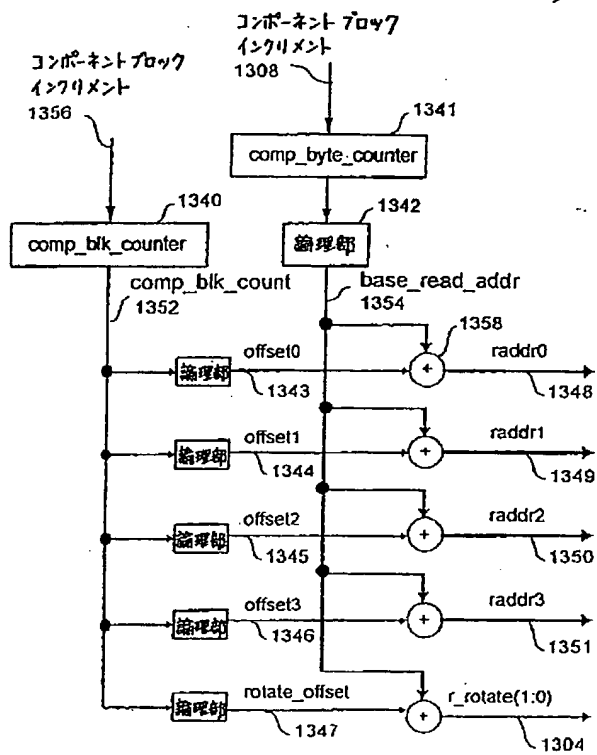 コンポーネント ブロック
インクリメント
1308
コンポーネントブロック
インクリメント
1356
1341
comp_byte_counter
1340
comp_blk_counter
1342
論理部
comp_blk_count
1352
base_read_addr
1354
1358
論理部
offset0
1343
+
raddr0
1348
論理部
offset1
1344
+
raddr1
1349
論理部
offset2
1345
+
raddr2
1350
論理部
offset3
1346
+
raddr3
1351
論理部
rotate_offset
1347
+
r_rotate(1:0)
1304